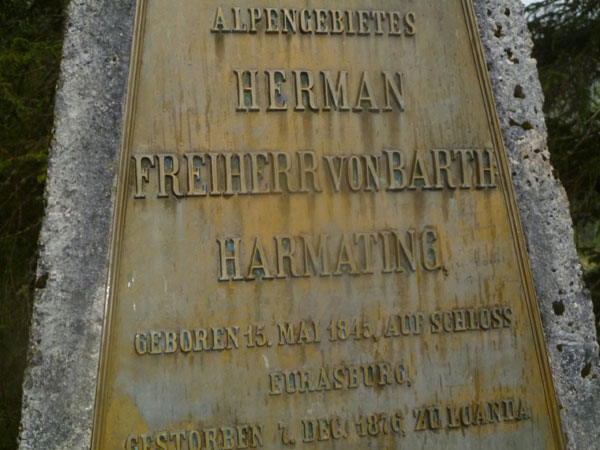 ALPENGEBIETES
HERMAN
FREIHERR VON BARTH
HARMATING,
GEBOREN 15. MAI 1845, AUF SCHLOSS
EURASBURG,
GESTORBEN 7. DEC. 1876, ZU LOANDA